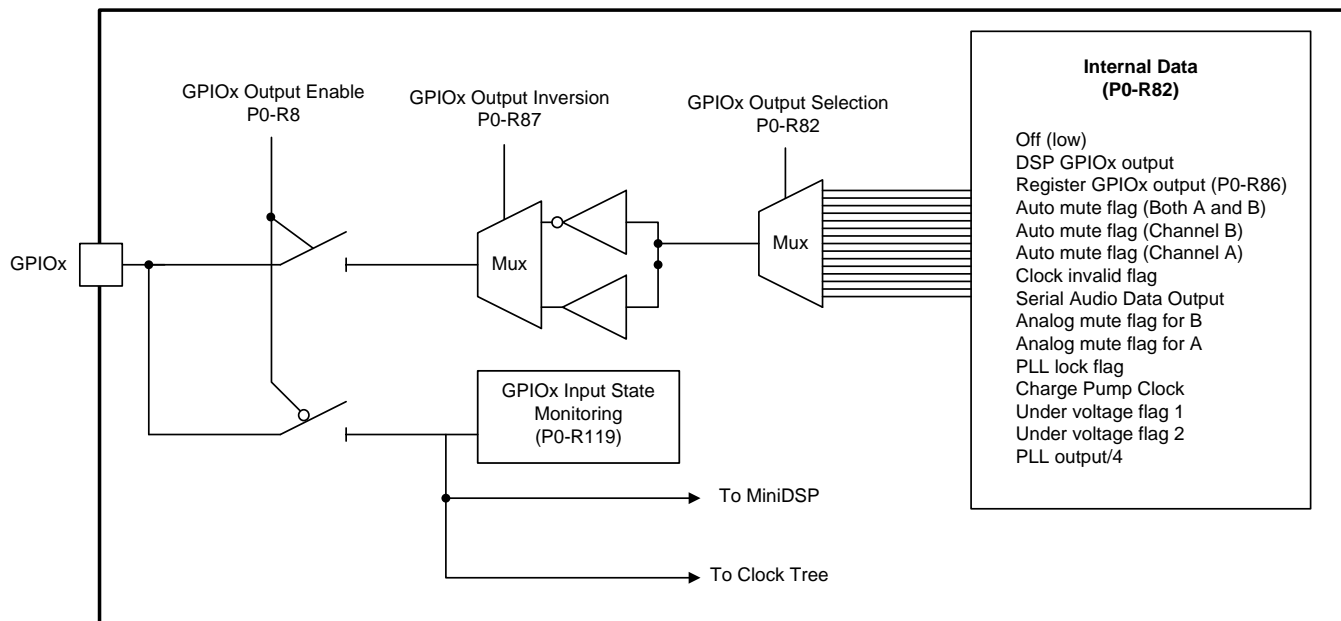 GPIOx Output Enable
P0-R8
GPIOx Output Inversion
P0-R87
GPIOx Output Selection
P0-R82
Internal Data
(P0-R82)
Off (low)
DSP GPIOx output
Register GPIOx output (P0-R86)
Auto mute flag (Both A and B)
Auto mute flag (Channel B)
Auto mute flag (Channel A)
Clock invalid flag
Serial Audio Data Output
Analog mute flag for B
Analog mute flag for A
PLL lock flag
Charge Pump Clock
Under voltage flag 1
Under voltage flag 2
PLL output/4
GPIOx
Mux
Mux
GPIOx Input State
Monitoring
(P0-R119)
To MiniDSP
To Clock Tree